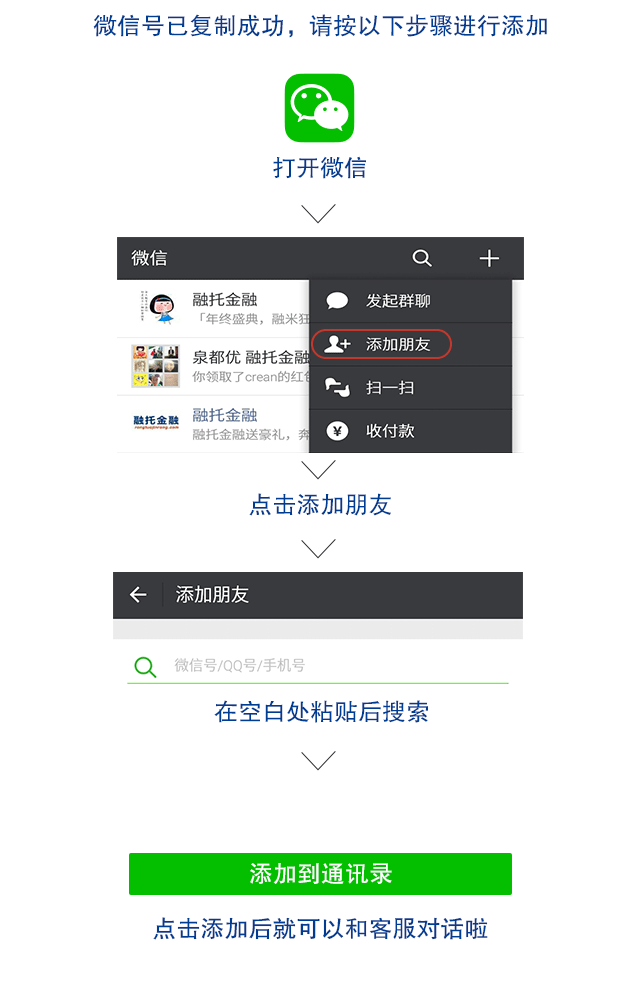 微信号已复制成功，请按以下步骤进行添加
打开微信
微信
融托金融
「年终盛典，融米狂
泉都优 融托金融
你领取了crean的红包
融托金融
rongtuojinrong.com
融托金融
融托金融送豪礼，奔
发起群聊
添加朋友
扫一扫
收付款
点击添加朋友
添加朋友
微信号/QQ号/手机号
在空白处粘贴后搜索
添加到通讯录
点击添加后就可以和客服对话啦